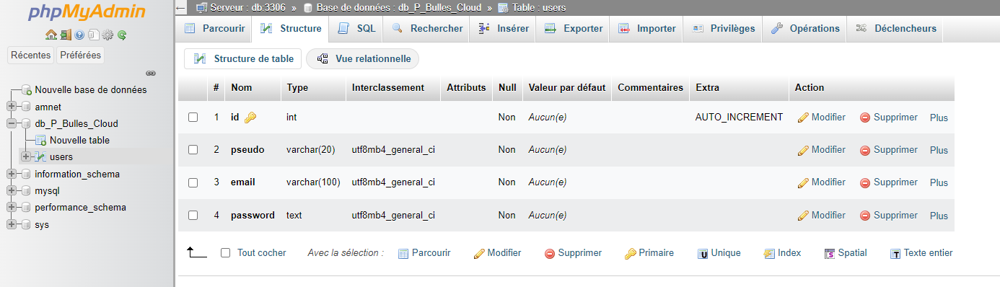 phpMyAdmin
Récentes Préférées
Nouvelle base de données
amnet
db_P_Bulles_Cloud
Nouvelle table
users
information_schema
mysql
performance_schema
sys
Serveur : db:3306 » Base de données : db_P_Bulles_Cloud » Table : users
Parcourir Structure SQL Rechercher Insérer Exporter Importer Privilèges Opérations Déclencheurs
Structure de table Vue relationnelle
# Nom Type Interclassement Attributs Null Valeur par défaut Commentaires Extra Action
1 id int Non Aucun(e) AUTO_INCREMENT Modifier Supprimer Plus
2 pseudo varchar(20) utf8mb4_general_ci Non Aucun(e) Modifier Supprimer Plus
3 email varchar(100) utf8mb4_general_ci Non Aucun(e) Modifier Supprimer Plus
4 password text utf8mb4_general_ci Non Aucun(e) Modifier Supprimer Plus
Tout cocher Avec la sélection : Parcourir Modifier Supprimer Primaire Unique Index Spatial Texte entier